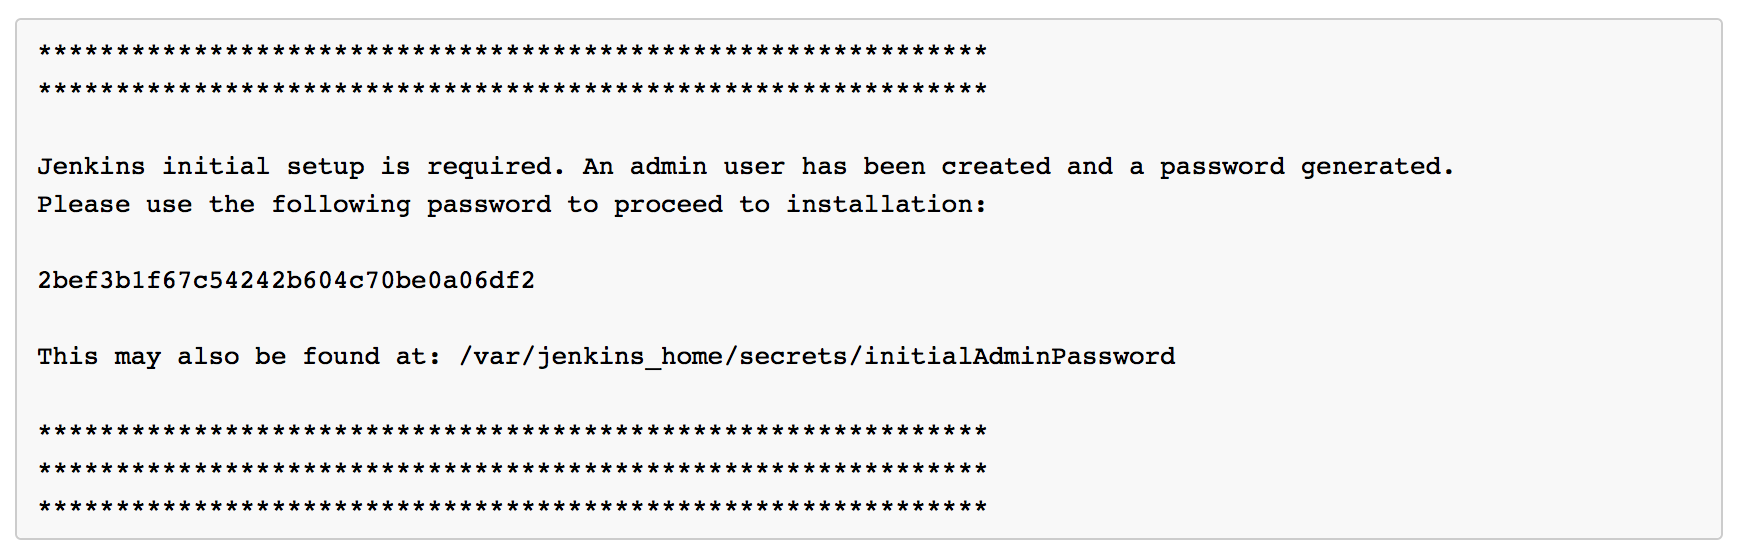 *************************************************************
*************************************************************
Jenkins initial setup is required. An admin user has been created and a password generated.
Please use the following password to proceed to installation:
2bef3b1f67c54242b604c70be0a06df2
This may also be found at: /var/jenkins_home/secrets/initialAdminPassword
*************************************************************
*************************************************************
*************************************************************